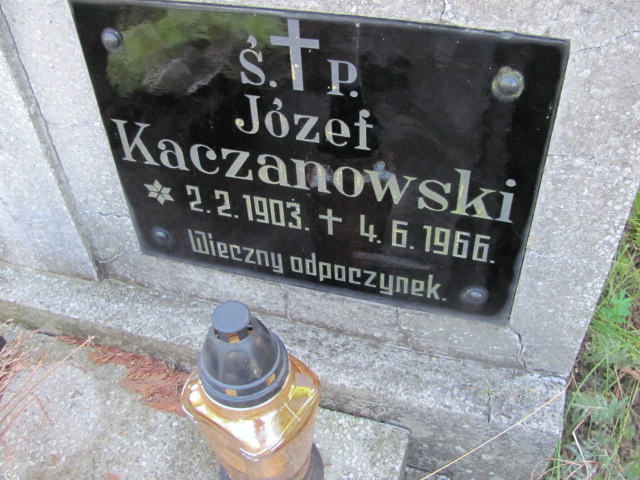 Ś. † P.
Józef
Kaczanowski
* 2. 2. 1903. † 4. 6. 1966.
Wieczny odpoczynek.